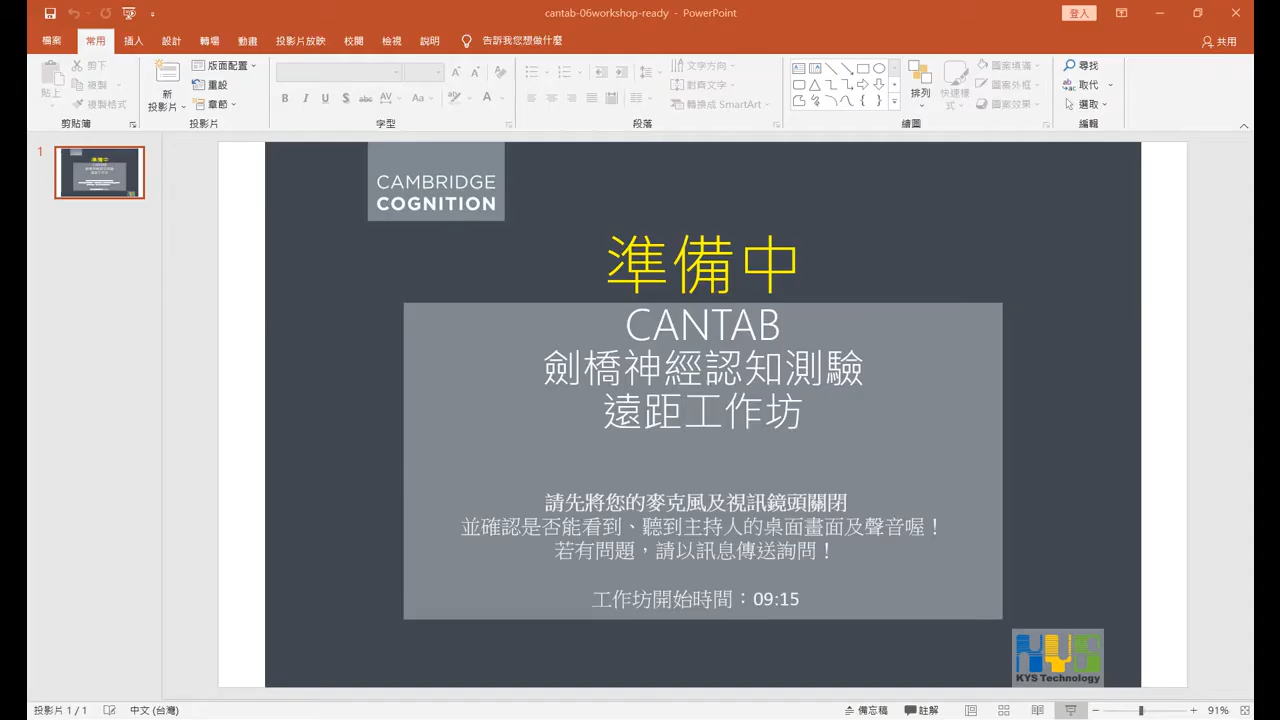 cantab-06workshop-ready - PowerPoint
登入
檔案 常用 插入 設計 轉場 動畫 投影片放映 校閱 檢視 說明 告訴我您想做什麼 共用
貼上 剪下 複製 複製格式
剪貼簿
新投影片 版面配置 重設 章節
投影片
B I U S abc AV Aa A
字型
文字方向 對齊文字 轉換成 SmartArt
段落
排列 快速樣式 圖案填滿 圖案外框 圖案效果
繪圖
尋找 取代 選取
編輯
1
CAMBRIDGE
COGNITION
準備中
CANTAB
劍橋神經認知測驗
遠距工作坊
請先將您的麥克風及視訊鏡頭關閉
並確認是否能看到、聽到主持人的桌面畫面及聲音喔！
若有問題，請以訊息傳送詢問！
工作坊開始時間：09:15
KYS Technology
投影片 1 / 1 中文 (台灣) 備忘稿 註解 91%